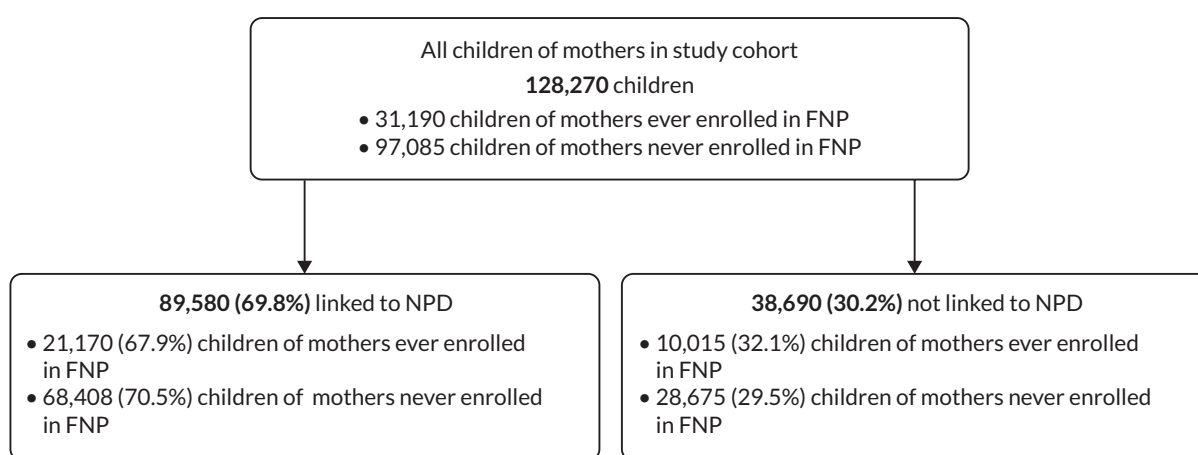 All children of mothers in study cohort
128,270 children
• 31,190 children of mothers ever enrolled in FNP
• 97,085 children of mothers never enrolled in FNP
89,580 (69.8%) linked to NPD
• 21,170 (67.9%) children of mothers ever enrolled
in FNP
• 68,408 (70.5%) children of mothers never enrolled
in FNP
38,690 (30.2%) not linked to NPD
• 10,015 (32.1%) children of mothers ever enrolled
in FNP
• 28,675 (29.5%) children of mothers never enrolled
in FNP